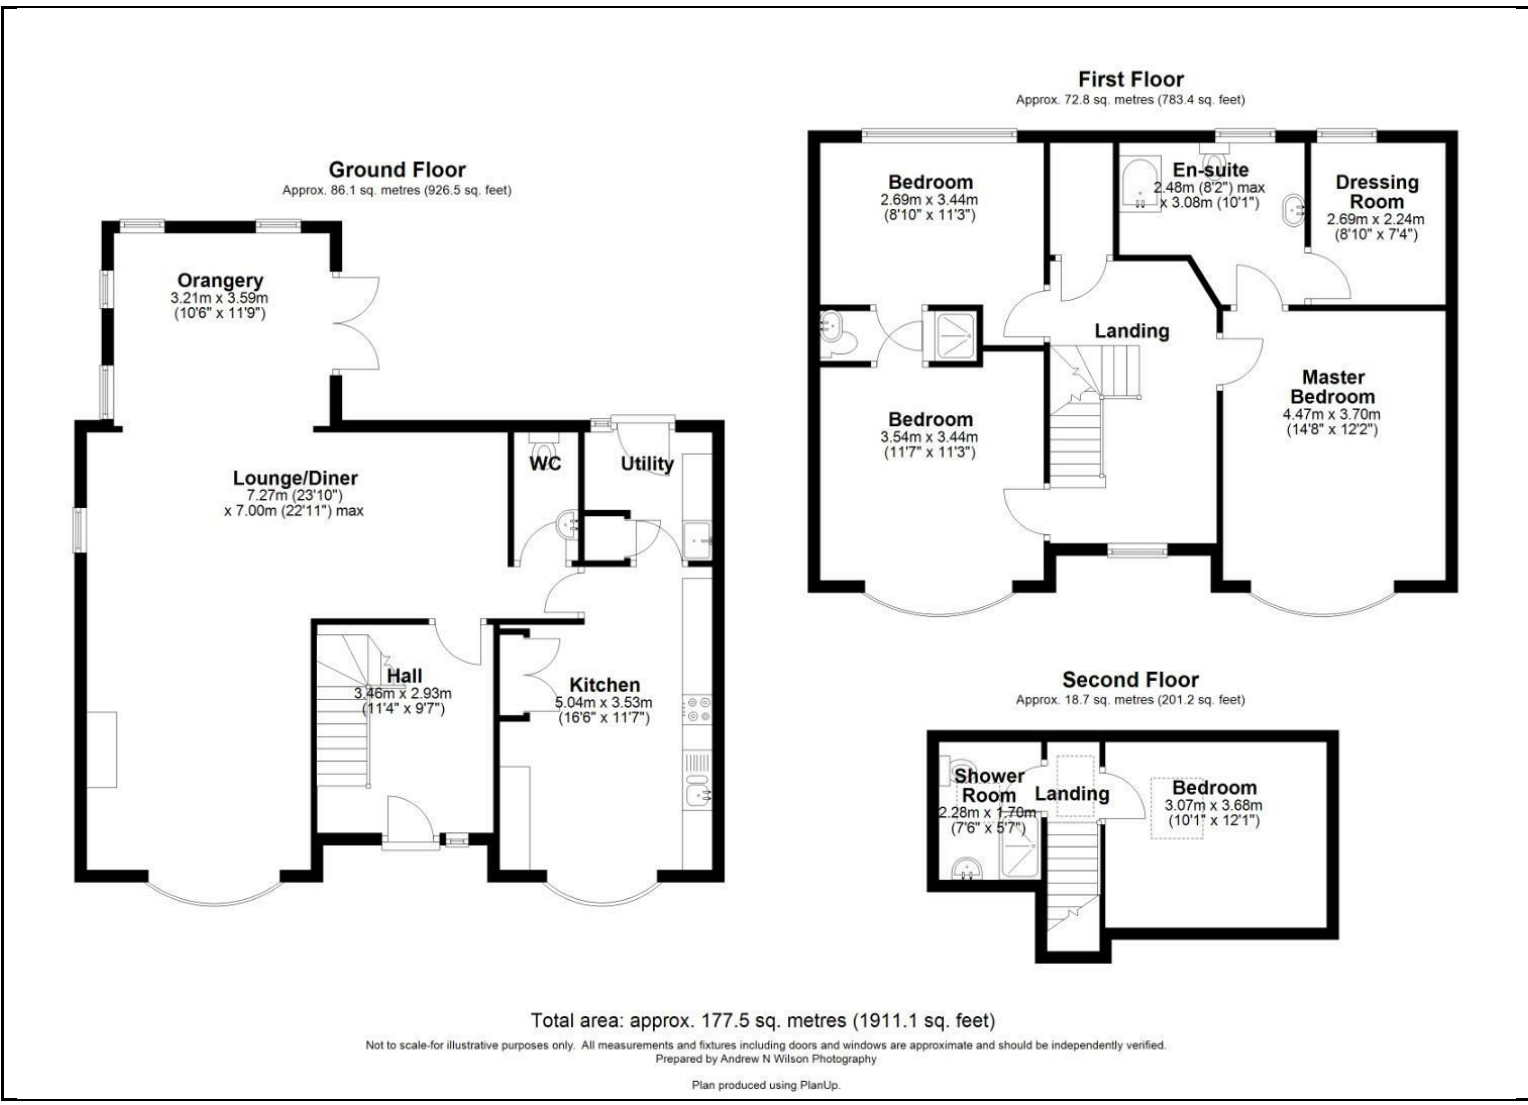 Ground Floor
Approx. 86.1 sq. metres (926.5 sq. feet)
Orangery
3.21m x 3.59m
(10'6" x 11'9")
Lounge/Diner
7.27m (23'10")
x 7.00m (22'11") max
WC
Utility
Hall
3.46m x 2.93m
(11'4" x 9'7")
Kitchen
5.04m x 3.53m
(16'6" x 11'7")
First Floor
Approx. 72.8 sq. metres (783.4 sq. feet)
Bedroom
2.69m x 3.44m
(8'10" x 11'3")
En-suite
2.48m (8'2") max
x 3.08m (10'1")
Dressing
Room
2.69m x 2.24m
(8'10" x 7'4")
Landing
Bedroom
3.54m x 3.44m
(11'7" x 11'3")
Master
Bedroom
4.47m x 3.70m
(14'8" x 12'2")
Second Floor
Approx. 18.7 sq. metres (201.2 sq. feet)
Shower
Room
2.28m x 1.70m
(7'6" x 5'7")
Landing
Bedroom
3.07m x 3.68m
(10'1" x 12'1")
Total area: approx. 177.5 sq. metres (1911.1 sq. feet)
Not to scale-for illustrative purposes only. All measurements and fixtures including doors and windows are approximate and should be independently verified.
Prepared by Andrew N Wilson Photography
Plan produced using PlanUp.